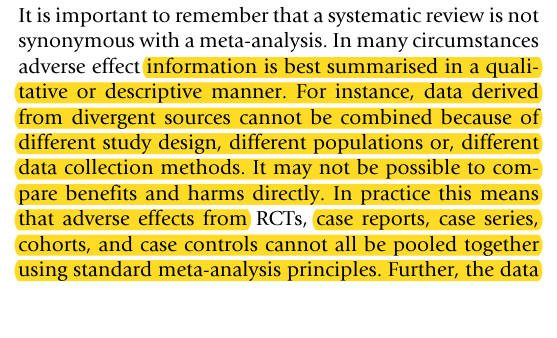 It is important to remember that a systematic review is not
synonymous with a meta-analysis. In many circumstances
adverse effect information is best summarised in a quali-
tative or descriptive manner. For instance, data derived
from divergent sources cannot be combined because of
different study design, different populations or, different
data collection methods. It may not be possible to com-
pare benefits and harms directly. In practice this means
that adverse effects from RCTs, case reports, case series,
cohorts, and case controls cannot all be pooled together
using standard meta-analysis principles. Further, the data